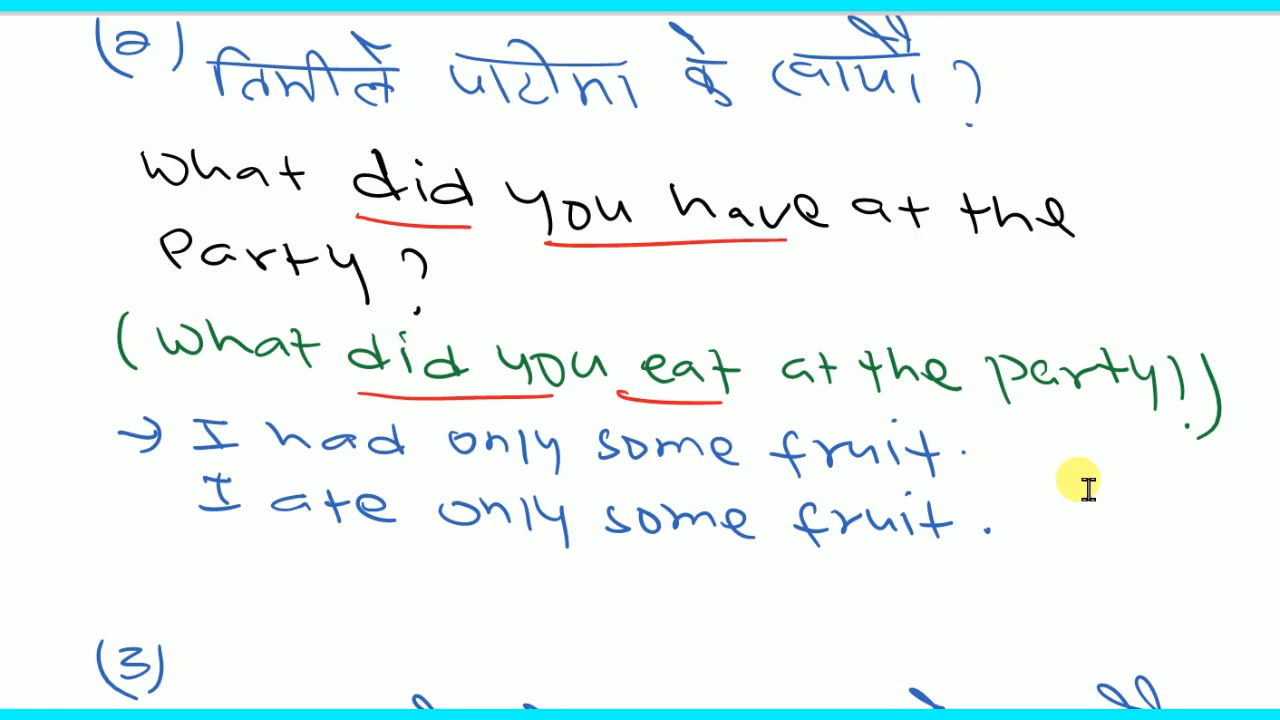 (२) तिमीले पार्टीमा के खायौ?
What did you have at the
Party?
(What did you eat at the party?)
→ I had only some fruit.
I ate only some fruit.
(3)